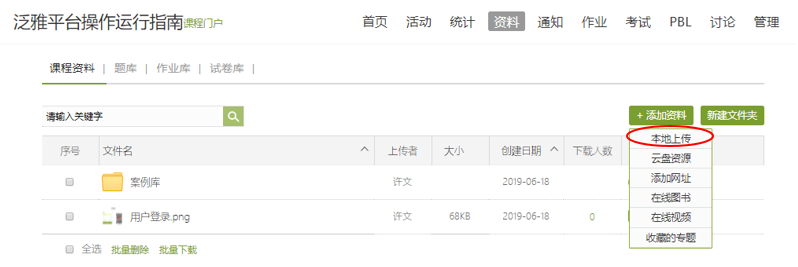 泛雅平台操作运行指南 课程门户 首页 活动 统计 资料 通知 作业 考试 PBL 讨论 管理
课程资料 | 题库 | 作业库 | 试卷库 |
请输入关键字 + 添加资料 新建文件夹
本地上传
云盘资源
添加网址
在线图书
在线视频
收藏的专题
序号 文件名 上传者 大小 创建日期 下载人数
案例库 许文 2019-06-18
用户登录.png 许文 68KB 2019-06-18 0
全选 批量删除 批量下载